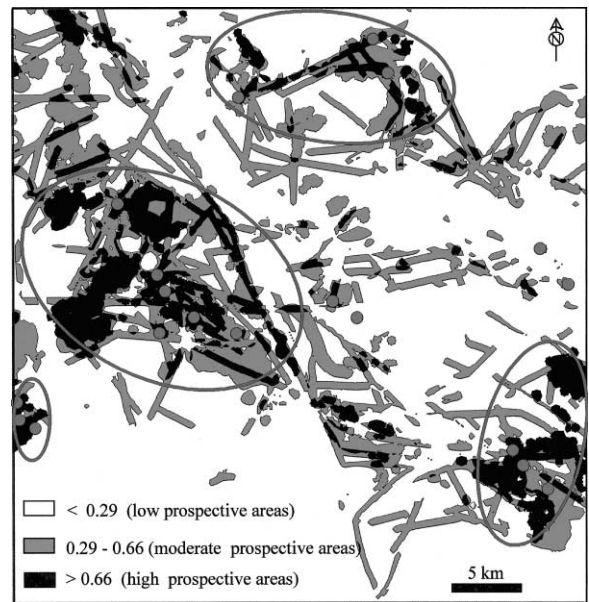 N
< 0.29 (low prospective areas)
0.29 - 0.66 (moderate prospective areas)
> 0.66 (high prospective areas)
5 km